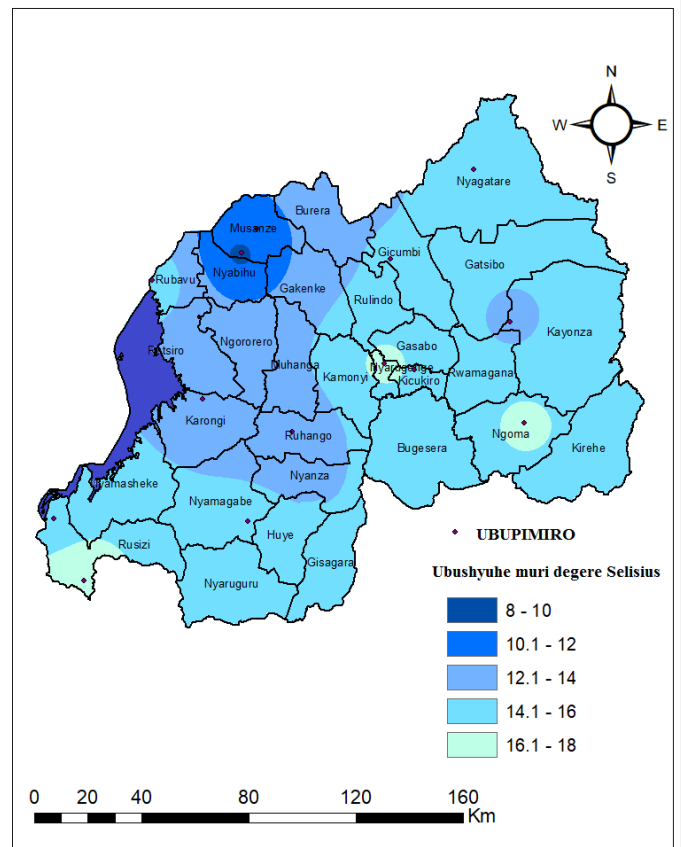 N
W E
S
Nyagatare
Burera
Musanze
Gicumbi
Gatsibo
Nyabihu
Rubavu
Gakenke
Rulindo
Kayonza
Ngororero
Gasabo
Rutsiro
Muhanga
Nyarugenge
Kamonyi
Kicukiro
Rwamagana
Karongi
Ruhango
Ngoma
Bugesera
Kirehe
Nyanza
Nyamasheke
Nyamagabe
Huye
Rusizi
Gisagara
Nyaruguru
UBUPIMIRO
Ubushyuhe muri degere Selisius
8 - 10
10.1 - 12
12.1 - 14
14.1 - 16
16.1 - 18
0 20 40 80 120 160
Km